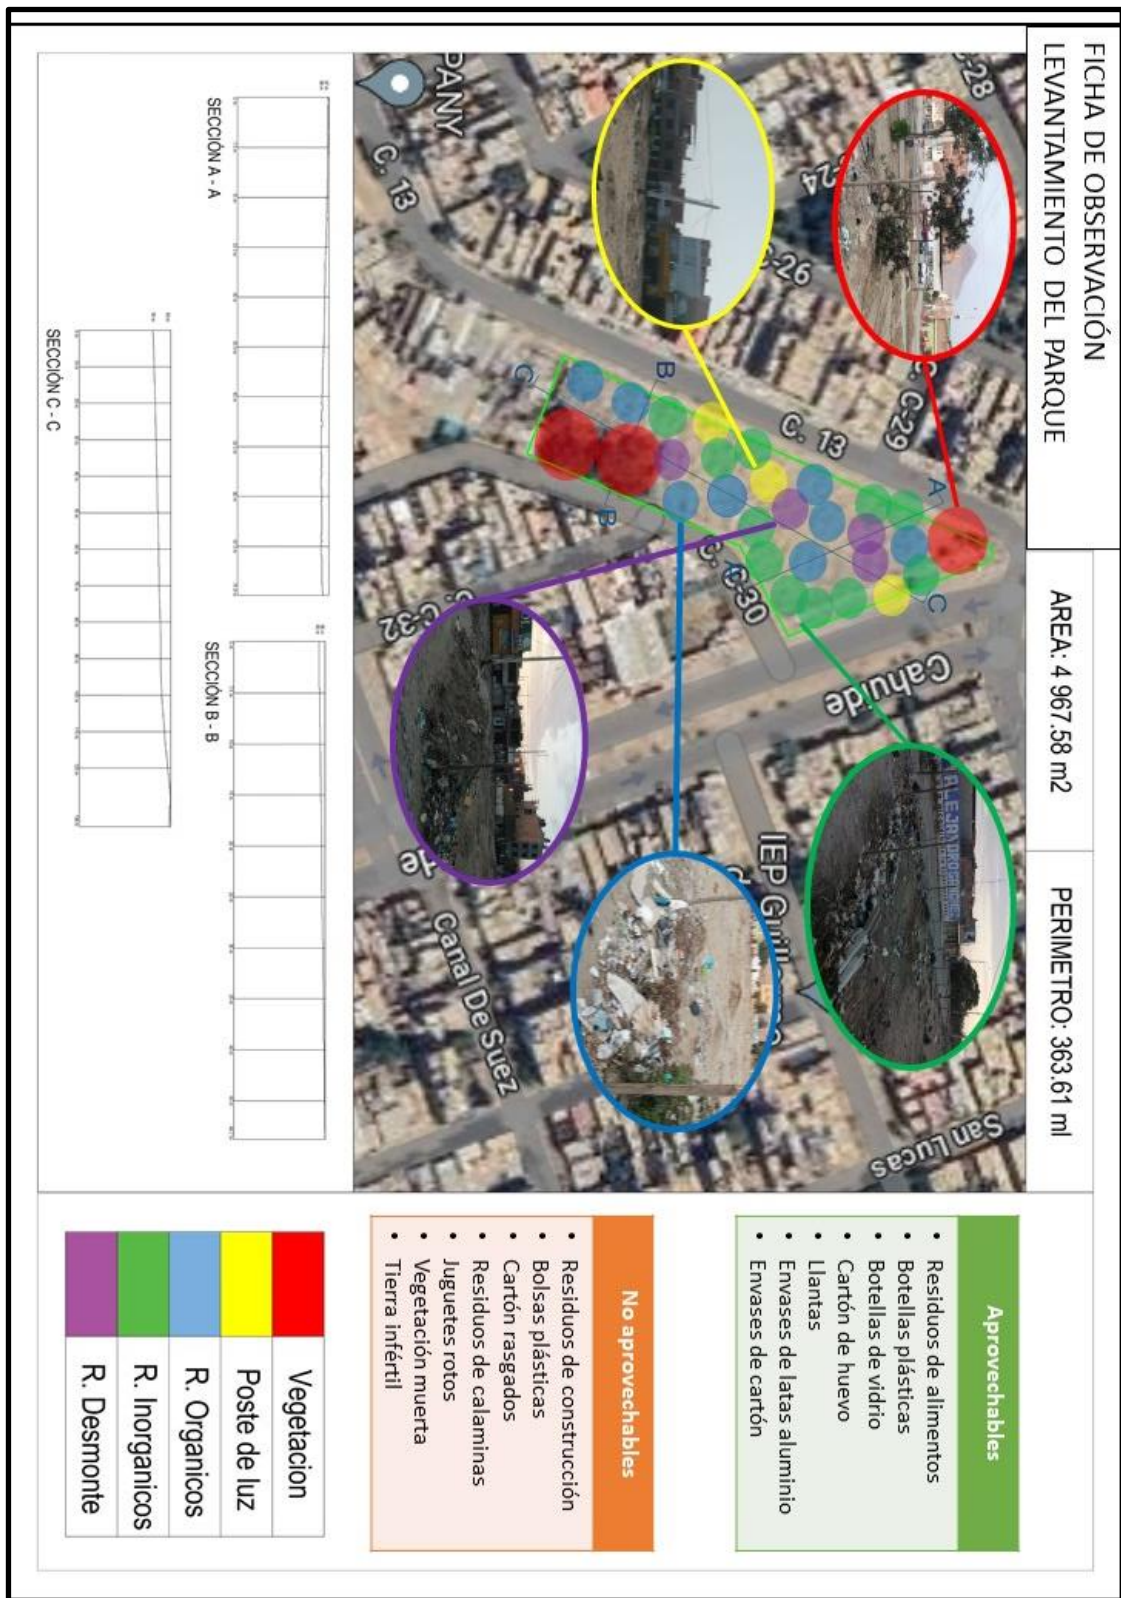 FICHA DE OBSERVACIÓN
LEVANTAMIENTO DEL PARQUE
AREA: 4 967.58 m2
PERIMETRO: 363.61 ml
C-28
C-29
C-24
C-26
C. 13
C. 13
PANY
C. C-30
C-32
Cahuide
IEP Guill
San Lucas
Canal De Suez
A
A
B
B
C
C
SECCIÓN A - A
SECCIÓN B - B
SECCIÓN C - C
Aprovechables
• Residuos de alimentos
• Botellas plásticas
• Botellas de vidrio
• Cartón de huevo
• Llantas
• Envases de latas aluminio
• Envases de cartón
No aprovechables
• Residuos de construcción
• Bolsas plásticas
• Cartón rasgados
• Residuos de calaminas
• Juguetes rotos
• Vegetación muerta
• Tierra infértil
Vegetacion
Poste de luz
R. Organicos
R. Inorganicos
R. Desmonte